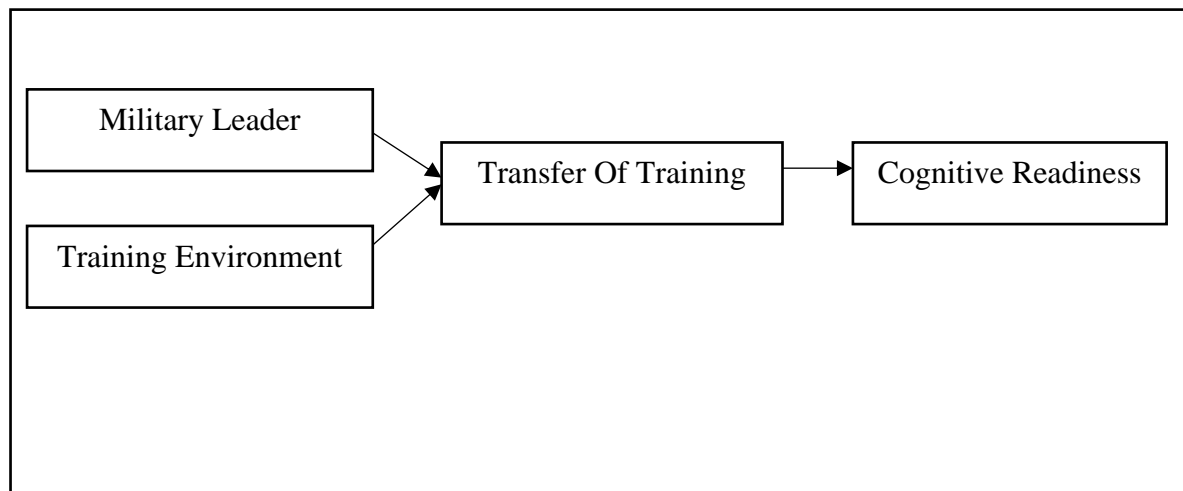 Military Leader
Transfer Of Training
Cognitive Readiness
Training Environment